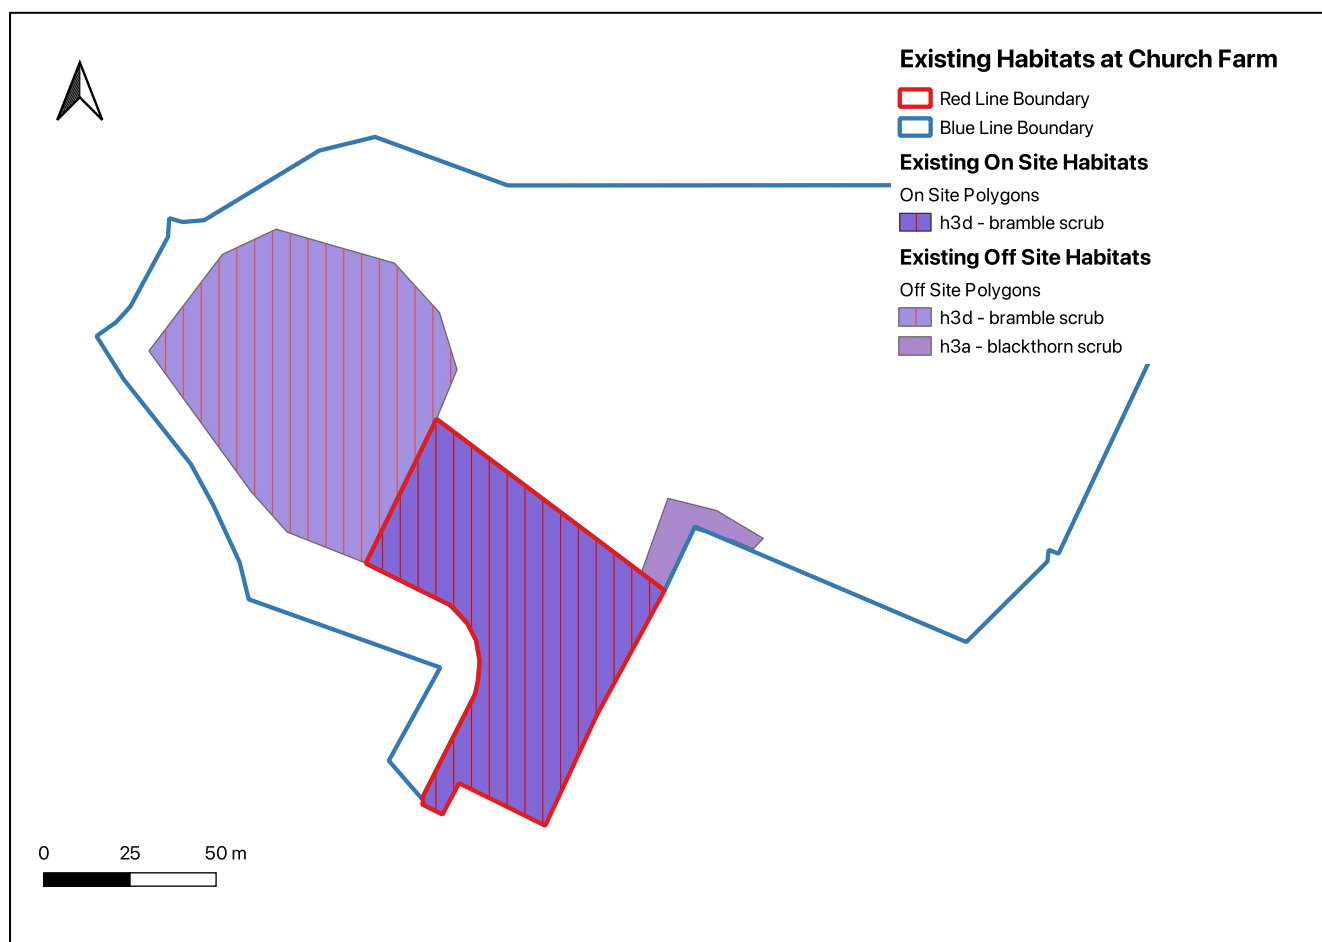 Existing Habitats at Church Farm
Red Line Boundary
Blue Line Boundary
Existing On Site Habitats
On Site Polygons
h3d - bramble scrub
Existing Off Site Habitats
Off Site Polygons
h3d - bramble scrub
h3a - blackthorn scrub
0 25 50 m